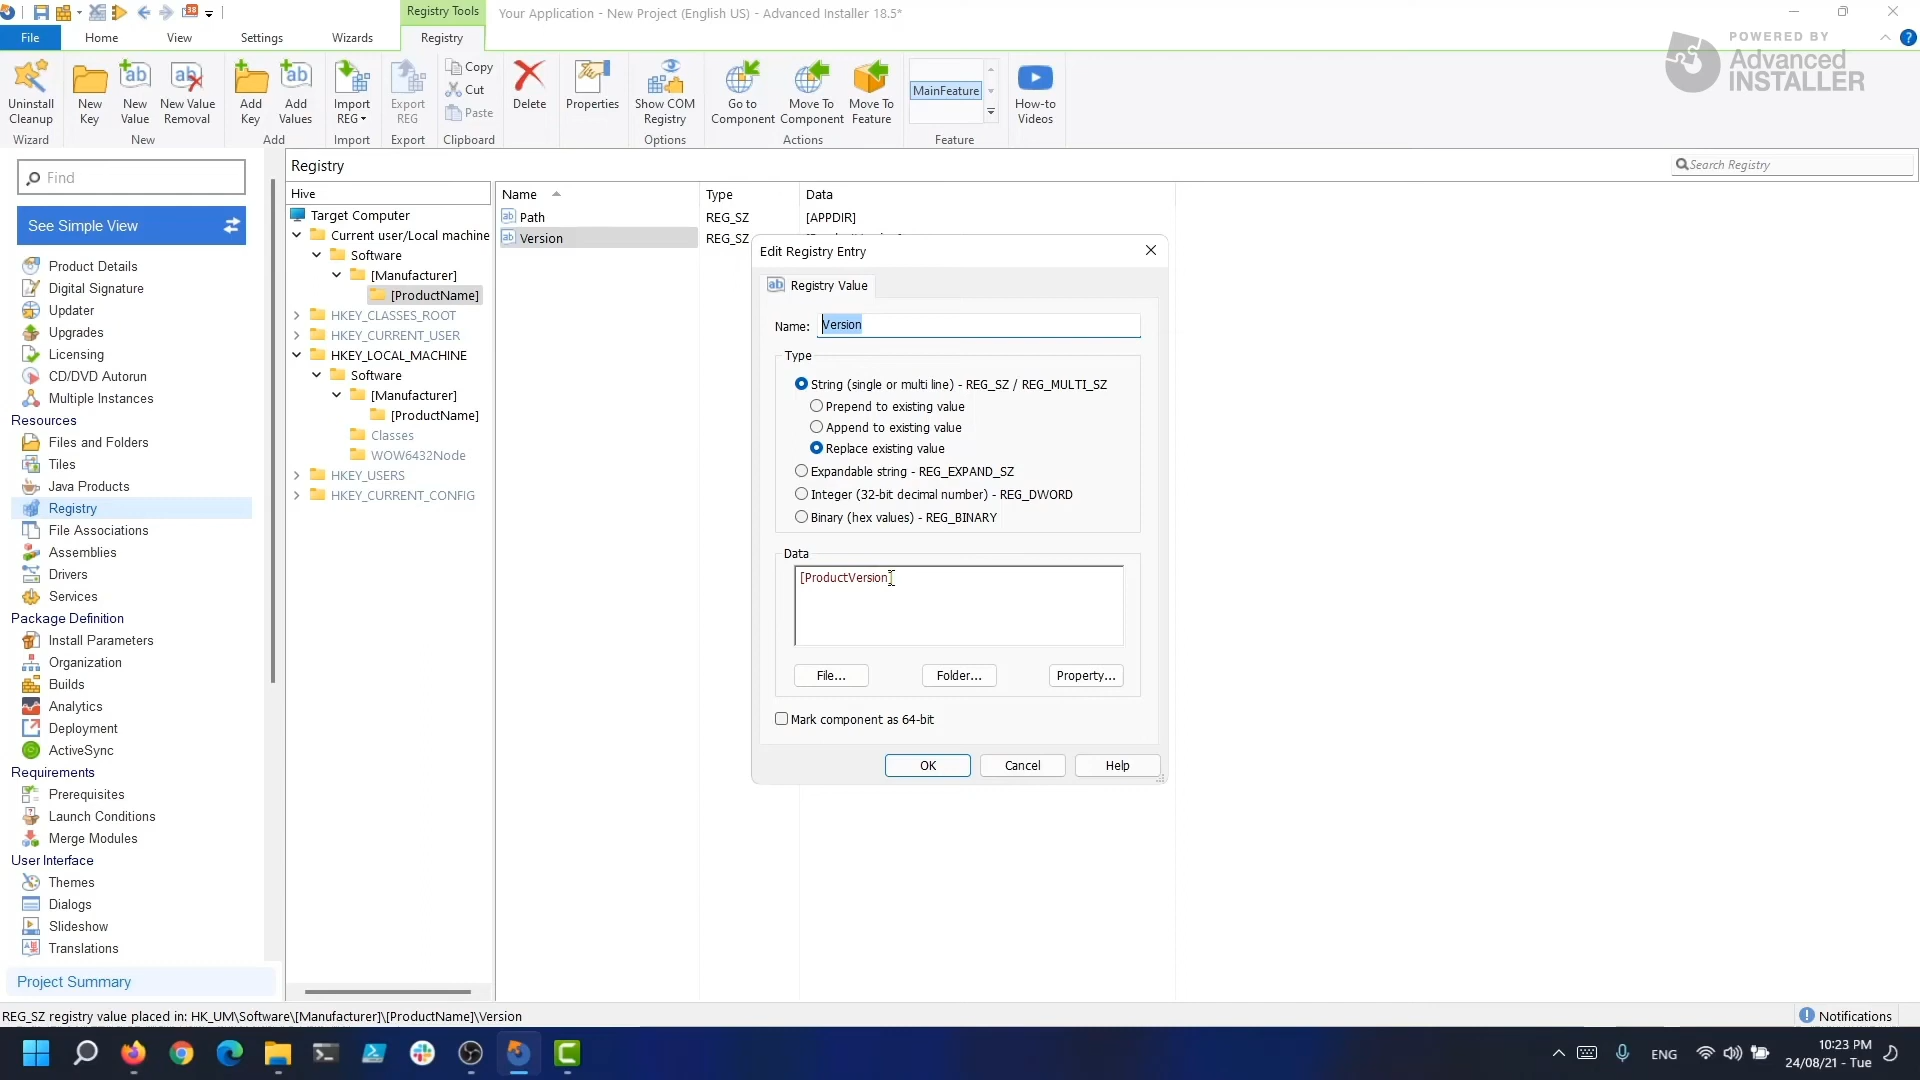 Registry Tools
Your Application - New Project (English US) - Advanced Installer 18.5*
File
Home
View
Settings
Wizards
Registry
POWERED BY
Advanced
INSTALLER
Uninstall
Cleanup
New
Key
New
Value
New Value
Removal
Add
Key
Add
Values
Import
REG
Export
REG
Copy
Cut
Paste
Delete
Properties
Show COM
Registry
Go to
Component
Move To
Component
Move To
Feature
MainFeature
How-to
Videos
Wizard
New
Add
Import
Export
Clipboard
Options
Actions
Feature
Find
See Simple View
Product Details
Digital Signature
Updater
Upgrades
Licensing
CD/DVD Autorun
Multiple Instances
Resources
Files and Folders
Tiles
Java Products
Registry
File Associations
Assemblies
Drivers
Services
Package Definition
Install Parameters
Organization
Builds
Analytics
Deployment
ActiveSync
Requirements
Prerequisites
Launch Conditions
Merge Modules
User Interface
Themes
Dialogs
Slideshow
Translations
Project Summary
Registry
Search Registry
Hive
Target Computer
Current user/Local machine
Software
[Manufacturer]
[ProductName]
HKEY_CLASSES_ROOT
HKEY_CURRENT_USER
HKEY_LOCAL_MACHINE
Software
[Manufacturer]
[ProductName]
Classes
WOW6432Node
HKEY_USERS
HKEY_CURRENT_CONFIG
Name Type Data
Path REG_SZ [APPDIR]
Version REG_SZ
Edit Registry Entry
Registry Value
Name: Version
Type
String (single or multi line) - REG_SZ / REG_MULTI_SZ
Prepend to existing value
Append to existing value
Replace existing value
Expandable string - REG_EXPAND_SZ
Integer (32-bit decimal number) - REG_DWORD
Binary (hex values) - REG_BINARY
Data
[ProductVersion]
File...
Folder...
Property...
Mark component as 64-bit
OK
Cancel
Help
REG_SZ registry value placed in: HK_UM\Software\[Manufacturer]\[ProductName]\Version
Notifications
ENG
10:23 PM
24/08/21 - Tue